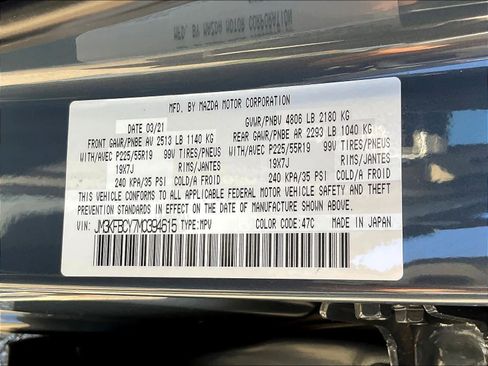 MFD. BY MAZDA MOTOR CORPORATION
DATE 03/21 GVWR/PNBV 4806 LB 2180 KG
FRONT GAWR/PNBE AV 2513 LB 1140 KG REAR GAWR/PNBE AR 2293 LB 1040 KG
WITH/AVEC P225/55R19 99V TIRES/PNEUS WITH/AVEC P225/55R19 99V TIRES/PNEUS
19X7J RIMS/JANTES 19X7J RIMS/JANTES
240 KPA/35 PSI COLD/A FROID 240 KPA/35 PSI COLD/A FROID
THIS VEHICLE CONFORMS TO ALL APPLICABLE FEDERAL MOTOR VEHICLE SAFETY AND THEFT
PREVENTION STANDARDS IN EFFECT ON THE DATE OF MANUFACTURE SHOWN ABOVE.
VIN: JM3KFBCY7M0394615 TYPE:MPV COLOR CODE:47C MADE IN JAPAN